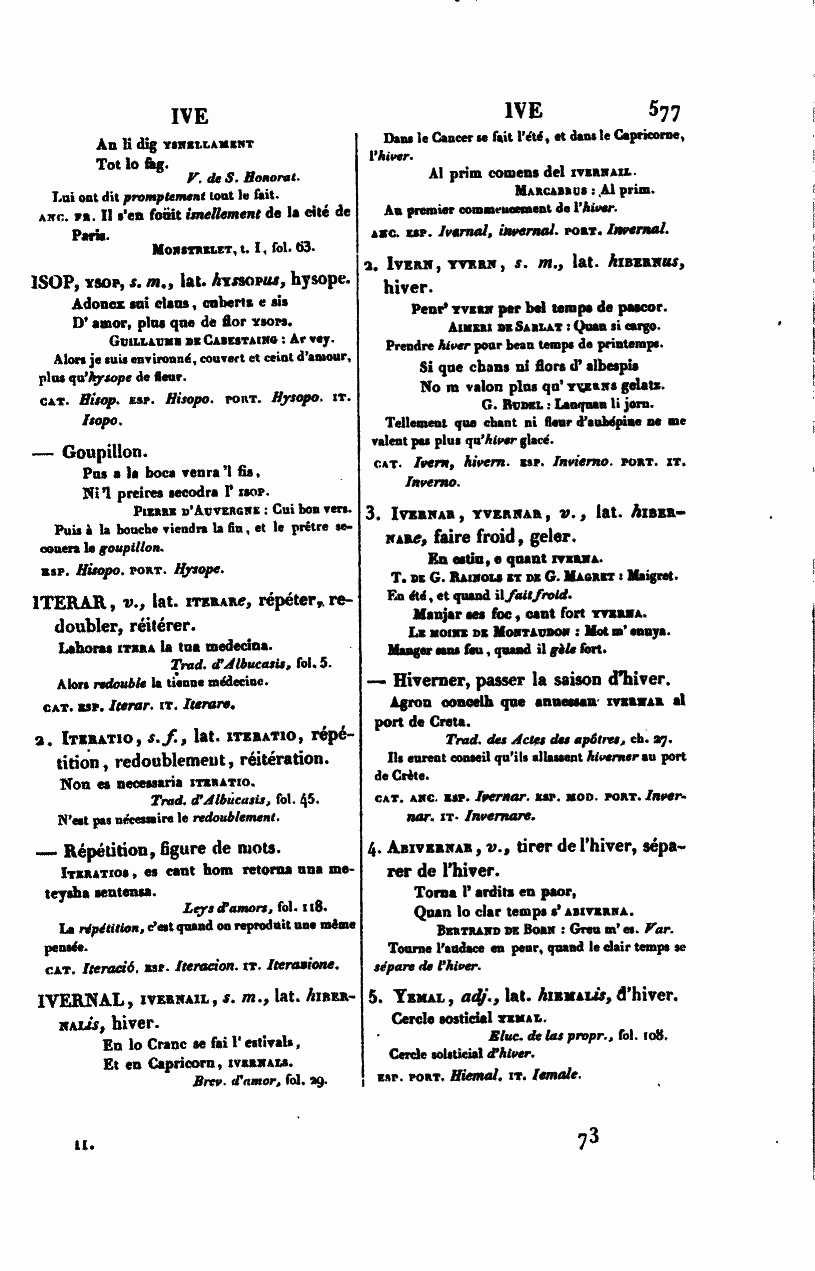 IVE
An li dig YSNELLAMENT
Tot lo fag.
V. de S. Honorat.
Lui ont dit promptement tout le fait.
ANC. FR. Il s'en foüit isnellement de la cité de
Paris.
MONSTRELET, t. I, fol. 63.
ISOP, YSOP, s. m., lat. HYSSOPUS, hysope.
Adoncx sui claus, cuberts e sis
D' amor, plus que de flor YSOPS.
GUILLAUME DE CABESTAING : Ar vey.
Alors je suis environné, couvert et ceint d'amour,
plus qu'hysope de fleur.
CAT. Hisop. ESP. Hisopo. PORT. Hysopo. IT.
Isopo.
— Goupillon.
Pus a la boca venra 'l fis,
Ni 'l preires secodra l' ISOP.
PIERRE D'AUVERGNE : Cui bon vers.
Puis à la bouche viendra la fin, et le prêtre se-
couera le goupillon.
ESP. Hisopo. PORT. Hysope.
ITERAR, v., lat. ITERARe, répéter, re-
doubler, réitérer.
Lahoras ITERA la tua medecina.
Trad. d'Albucasis, fol. 5.
Alors redouble la tienne médecine.
CAT. ESP. Iterar. IT. Iterare.
2. ITERATIO, s. f., lat. ITERATIO, répé-
tition, redoublement, réitération.
Non es necessaria ITERATIO.
Trad. d'Albucasis, fol. 45.
N'est pas nécessaire le redoublement.
— Répétition, figure de mots.
ITERATIOS, es cant hom retorna una me-
teysha sentensa.
Leys d'amors, fol. 118.
La répétition, c'est quand on reproduit une même
pensée.
CAT. Iteració. ESP. Iteracion. IT. Iterazione.
IVERNAL, IVERNAIL, s. m., lat. HIBER-
NALis, hiver.
En lo Cranc se fai l' estivals,
Et en Capricorn, IVERNALS.
Brev. d'amor, fol. 29.
II.
IVE 577
Dans le Cancer se fait l'été, et dans le Capricorne,
l'hiver.
Al prim comens del IVERNAIL.
MARCABRUS : Al prim.
Au premier commencement de l'hiver.
ANC. ESP. Ivernal, invernal. PORT. Invernal.
2. IVERN, YVERN, s. m., lat. HIBERNUS,
hiver.
Penr' YVERN per bel temps de pascor.
AIMERI DE SARLAT : Quan si cargo.
Prendre hiver pour beau temps de printemps.
Si que chans ni flors d' albespis
No m valon plus qu' YVERNS gelatz.
G. RUDEL : Lanquan li jorn.
Tellement que chant ni fleur d'aubépine ne me
valent pas plus qu'hiver glacé.
CAT. Ivern, hivern. ESP. Invierno. PORT. IT.
Inverno.
3. IVERNAR, YVERNAR, v., lat. HIBER-
NARe, faire froid, geler.
En estiu, e quant IVERNA.
T. DE G. RAINOLS ET DE G. MAGRET : Maigret.
En été, et quand il fait froid.
Manjar ses foc, cant fort YVERNA.
LE MOINE DE MONTAUDON : Mot m' enuya.
Manger sans feu, quand il gèle fort.
— Hiverner, passer la saison d'hiver.
Agron conselh que annessan IVERNAR al
port de Creta.
Trad. des Actes des apôtres, ch. 27.
Ils eurent conseil qu'ils allassent hiverner au port
de Crète.
CAT. ANC. ESP. Ivernar. ESP. MOD. PORT. Inver-
nar. IT. Invernare.
4. ABIVERNAR, v., tirer de l'hiver, sépa-
rer de l'hiver.
Torna l' ardits en paor,
Quan lo clar temps s' ABIVERNA.
BERTRAND DE BORN : Greu m' es. Var.
Tourne l'audace en peur, quand le clair temps se
sépare de l'hiver.
5. YEMAL, adj., lat. HIEMALis, d'hiver.
Cercle sosticial YEMAL.
Eluc. de las propr., fol. 108.
Cercle solsticial d'hiver.
ESP. PORT. Hiemal. IT. Iemale.
73